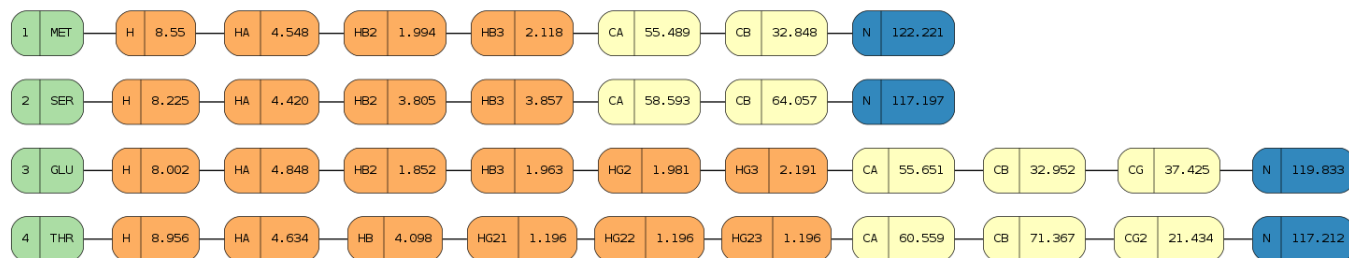 1 MET H 8.55 HA 4.548 HB2 1.994 HB3 2.118 CA 55.489 CB 32.848 N 122.221
2 SER H 8.225 HA 4.420 HB2 3.805 HB3 3.857 CA 58.593 CB 64.057 N 117.197
3 GLU H 8.002 HA 4.848 HB2 1.852 HB3 1.963 HG2 1.981 HG3 2.191 CA 55.651 CB 32.952 CG 37.425 N 119.833
4 THR H 8.956 HA 4.634 HB 4.098 HG21 1.196 HG22 1.196 HG23 1.196 CA 60.559 CB 71.367 CG2 21.434 N 117.212